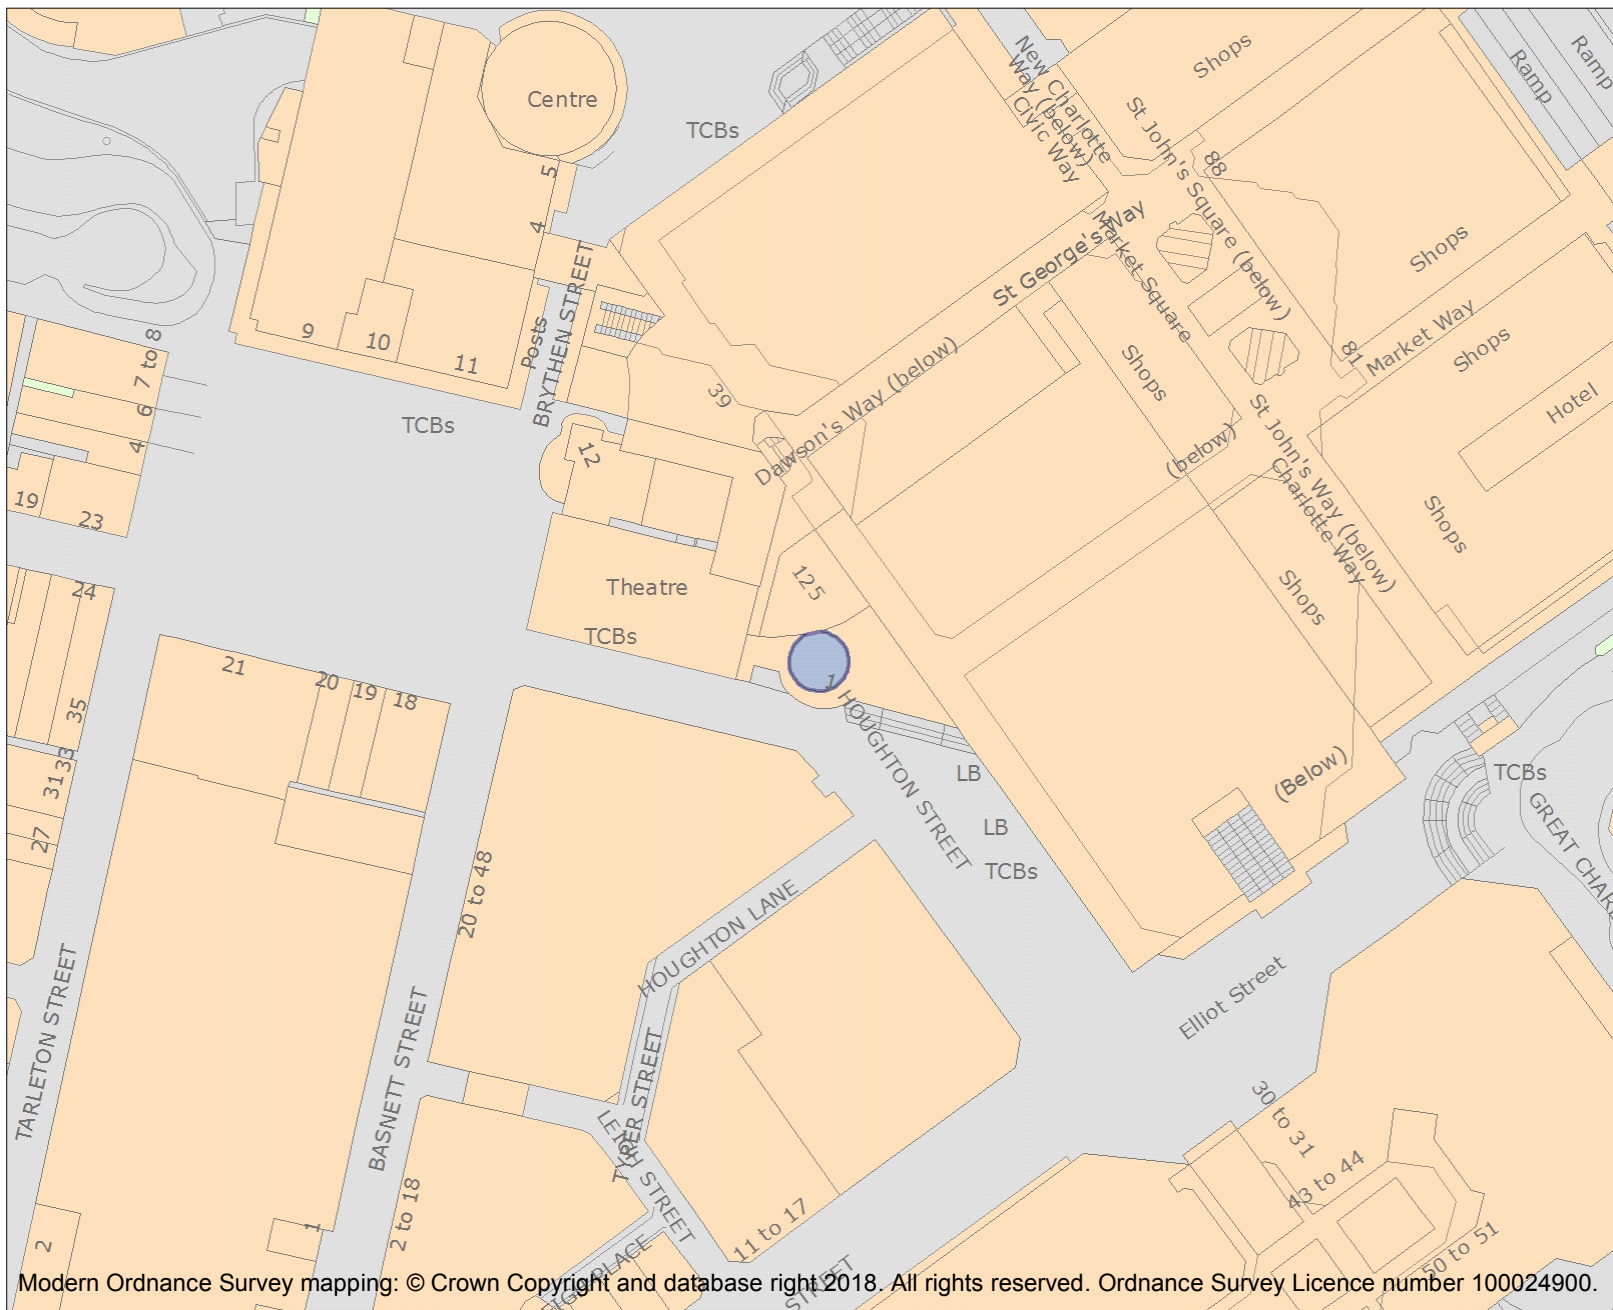 Centre
TCBs
Shops
Ramp
Ramp
New Charlotte
Way (below)
Civic Way
St John's Square (below)
88
5
4
St George's Way
Market Square
Shops
BRYTHEN STREET
Posts
9
10
11
7 to 8
6
4
TCBs
39
Dawson's Way (below)
Shops
81
Market Way
Shops
Hotel
12
(below)
St John's Way (below)
Charlotte Way
Shops
19
23
24
Theatre
TCBs
125
Shops
21
20
19
18
35
33
31
27
1
HOUGHTON STREET
LB
LB
TCBs
(Below)
TCBs
20 to 48
HOUGHTON LANE
Elliot Street
TARLETON STREET
BASNETT STREET
TYRER STREET
LEIGH STREET
30 to 31
43 to 44
50 to 51
11 to 17
2 to 18
2
1
STREET
Modern Ordnance Survey mapping: © Crown Copyright and database right 2018. All rights reserved. Ordnance Survey Licence number 100024900.